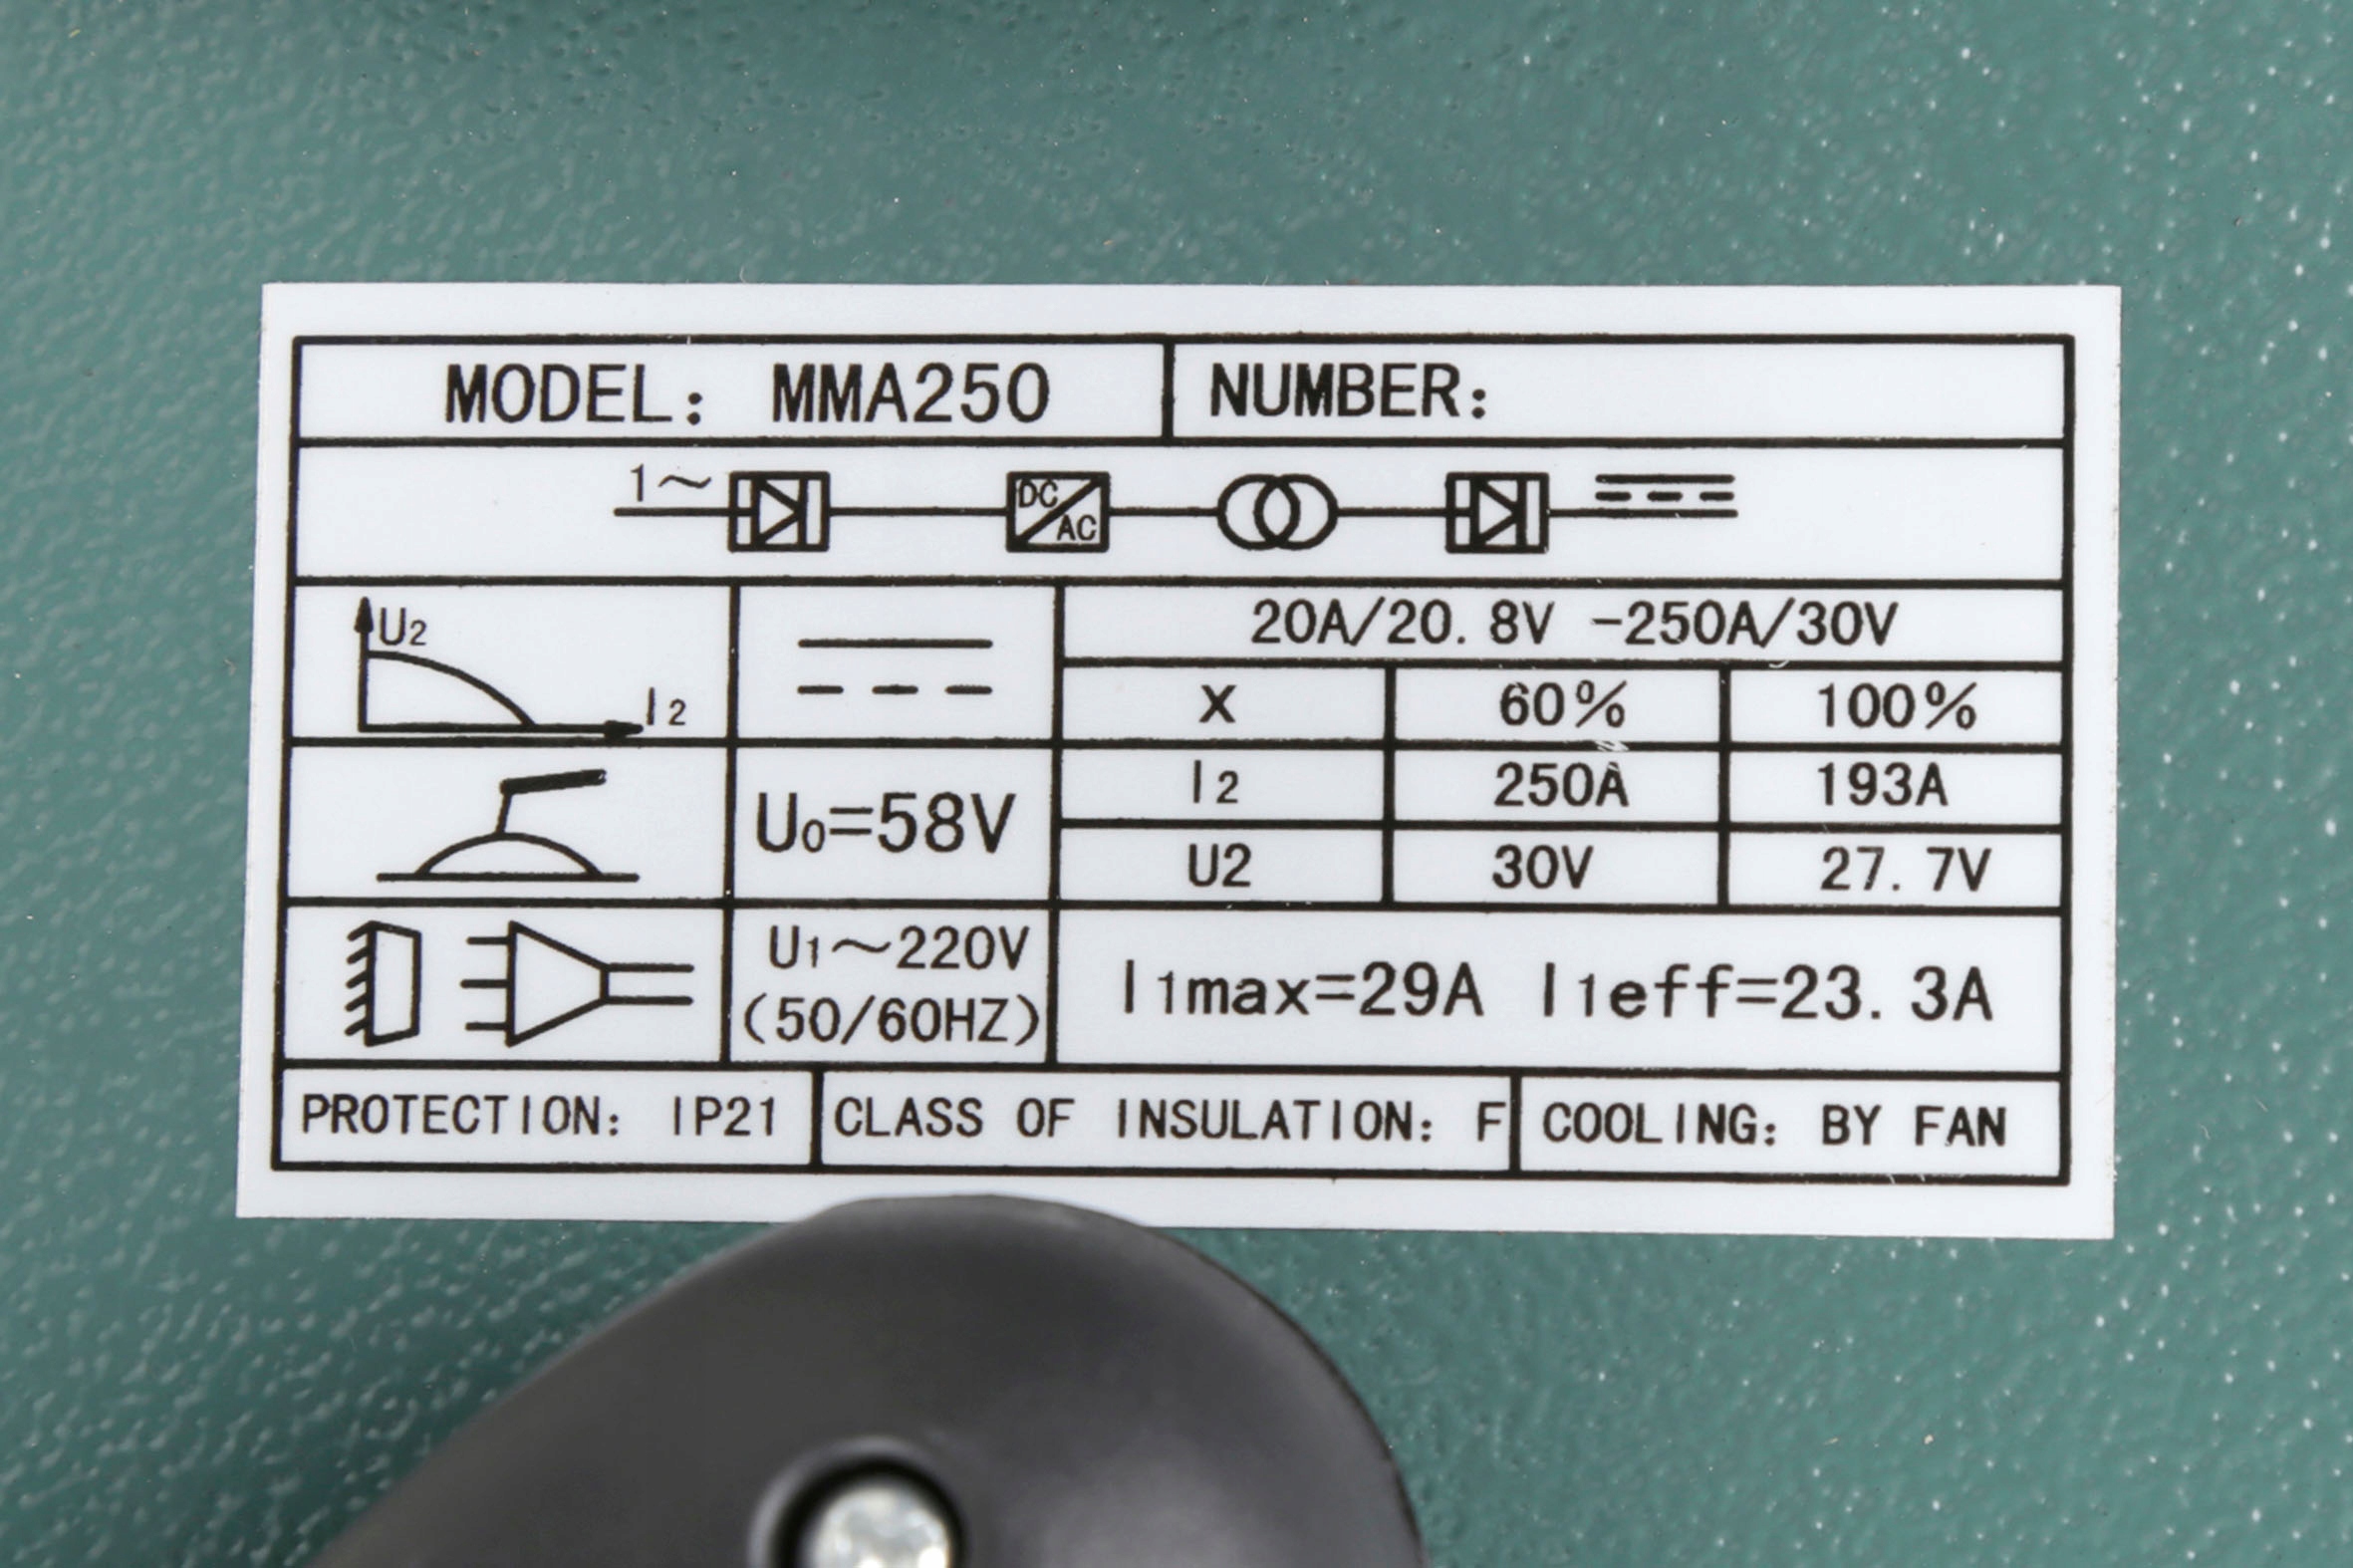 MODEL: MMA250 NUMBER:
1~ DC AC
U2 I2
20A/20.8V -250A/30V
X 60% 100%
U0=58V
I2 250A 193A
U2 30V 27.7V
U1~220V
(50/60HZ)
I1max=29A I1eff=23.3A
PROTECTION: IP21 CLASS OF INSULATION: F COOLING: BY FAN